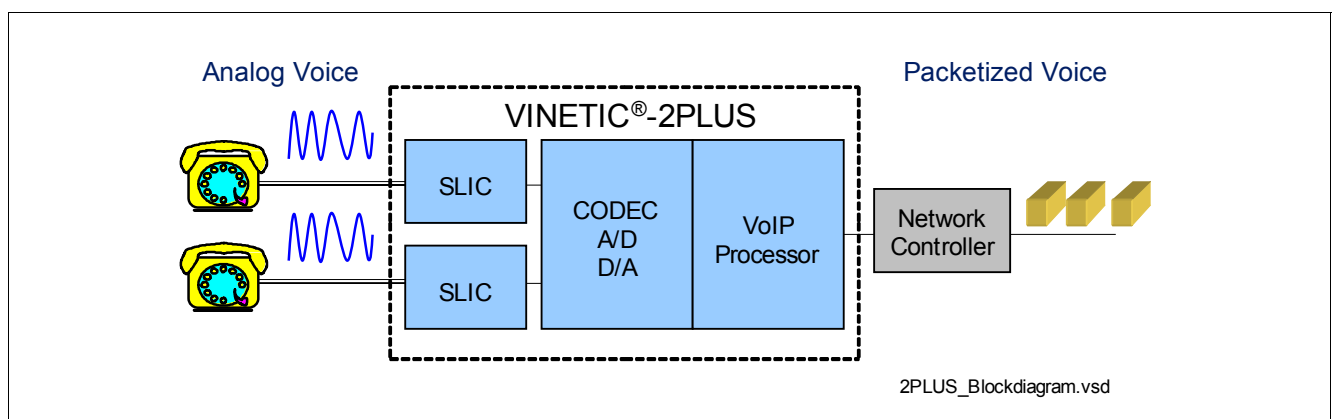 Analog Voice
Packetized Voice
VINETIC®-2PLUS
SLIC
SLIC
CODEC
A/D
D/A
VoIP
Processor
Network
Controller
2PLUS_Blockdiagram.vsd